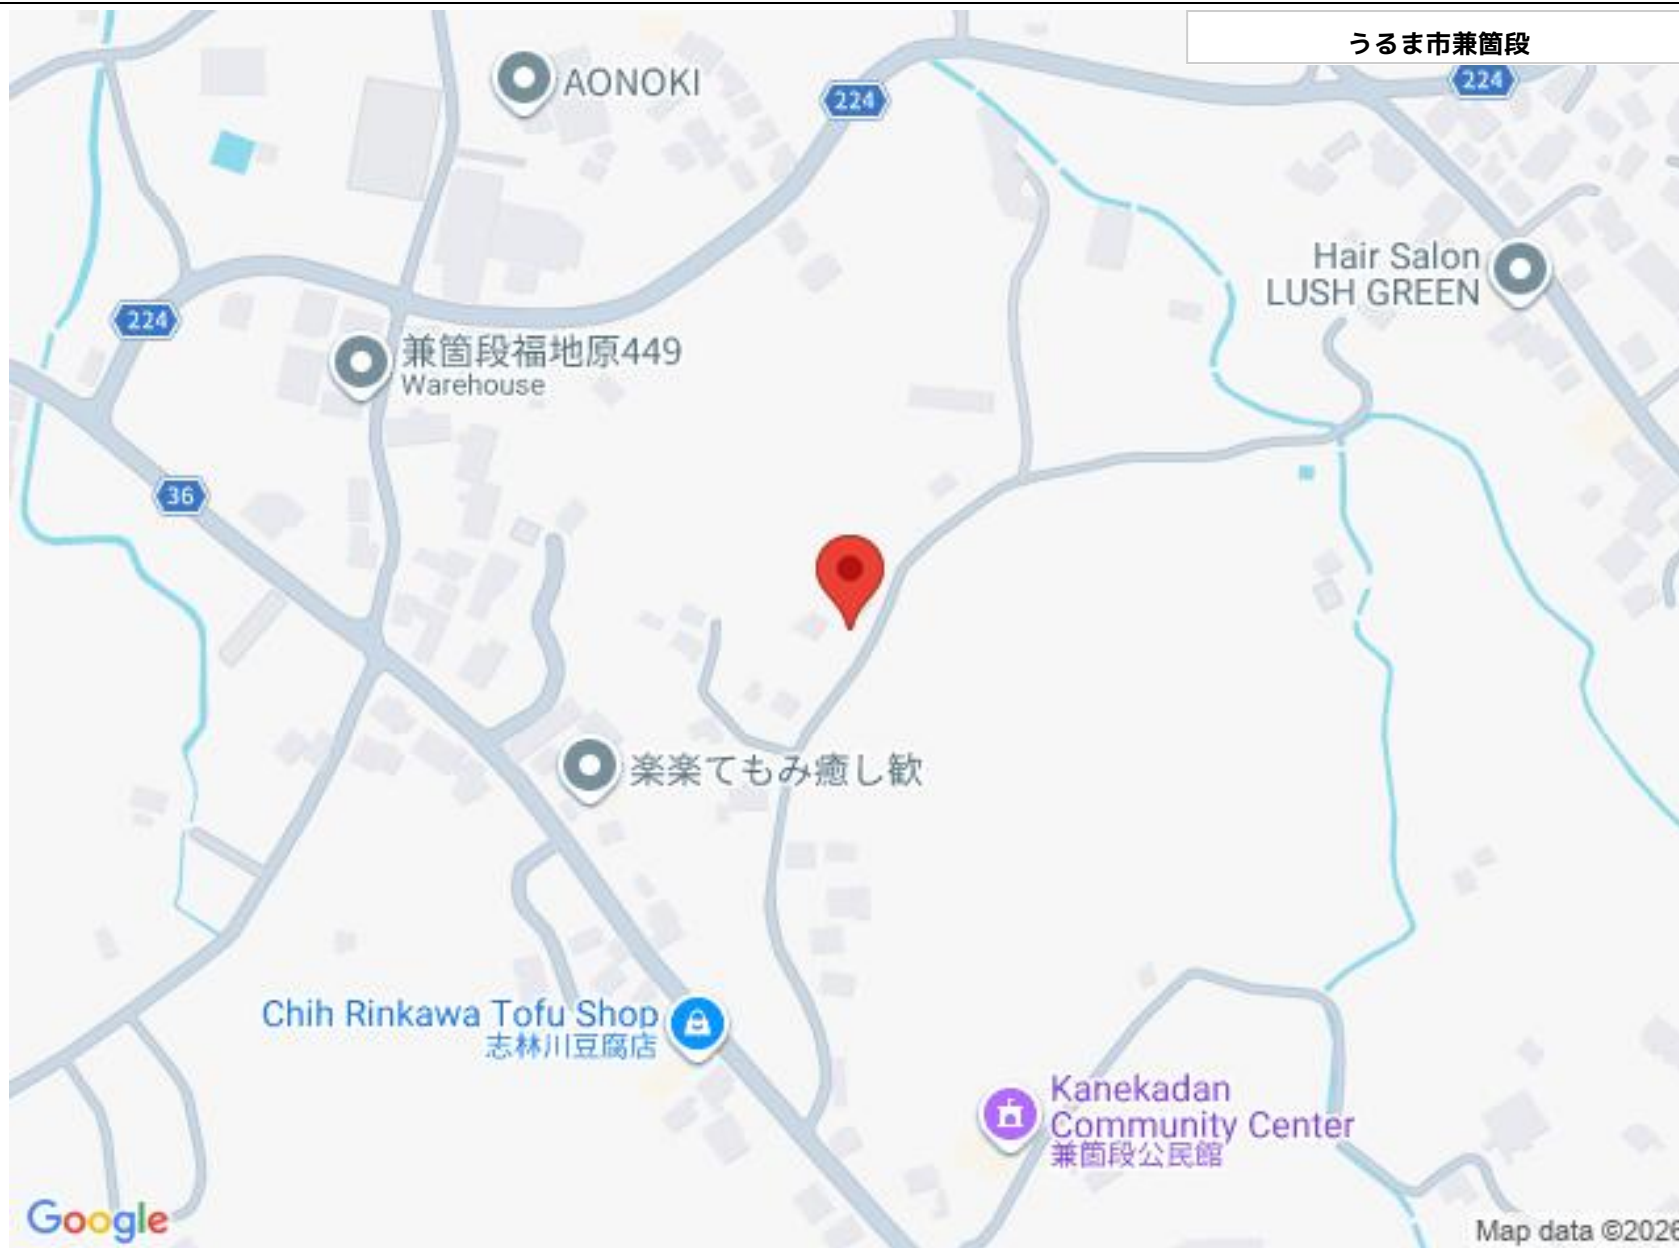 うるま市兼箇段
AONOKI
224
224
Hair Salon
LUSH GREEN
224
兼箇段福地原449
Warehouse
36
楽楽てもみ癒し歓
Chih Rinkawa Tofu Shop
志林川豆腐店
Kanekadan
Community Center
兼箇段公民館
Google
Map data ©2026